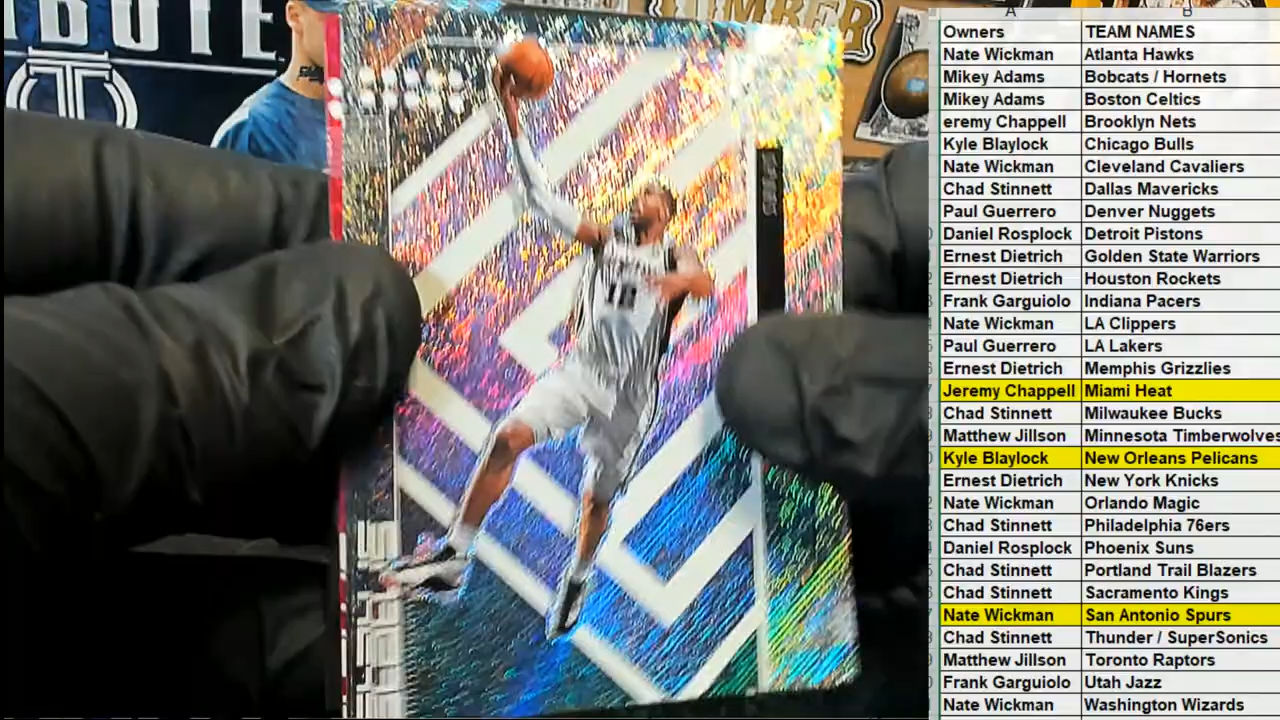 BUTE
LUMBER
18
A B
Owners TEAM NAMES
Nate Wickman Atlanta Hawks
Mikey Adams Bobcats / Hornets
Mikey Adams Boston Celtics
eremy Chappell Brooklyn Nets
Kyle Blaylock Chicago Bulls
Nate Wickman Cleveland Cavaliers
Chad Stinnett Dallas Mavericks
Paul Guerrero Denver Nuggets
Daniel Rosplock Detroit Pistons
Ernest Dietrich Golden State Warriors
Ernest Dietrich Houston Rockets
Frank Garguiolo Indiana Pacers
Nate Wickman LA Clippers
Paul Guerrero LA Lakers
Ernest Dietrich Memphis Grizzlies
Jeremy Chappell Miami Heat
Chad Stinnett Milwaukee Bucks
Matthew Jillson Minnesota Timberwolves
Kyle Blaylock New Orleans Pelicans
Ernest Dietrich New York Knicks
Nate Wickman Orlando Magic
Chad Stinnett Philadelphia 76ers
Daniel Rosplock Phoenix Suns
Chad Stinnett Portland Trail Blazers
Chad Stinnett Sacramento Kings
Nate Wickman San Antonio Spurs
Chad Stinnett Thunder / SuperSonics
Matthew Jillson Toronto Raptors
Frank Garguiolo Utah Jazz
Nate Wickman Washington Wizards